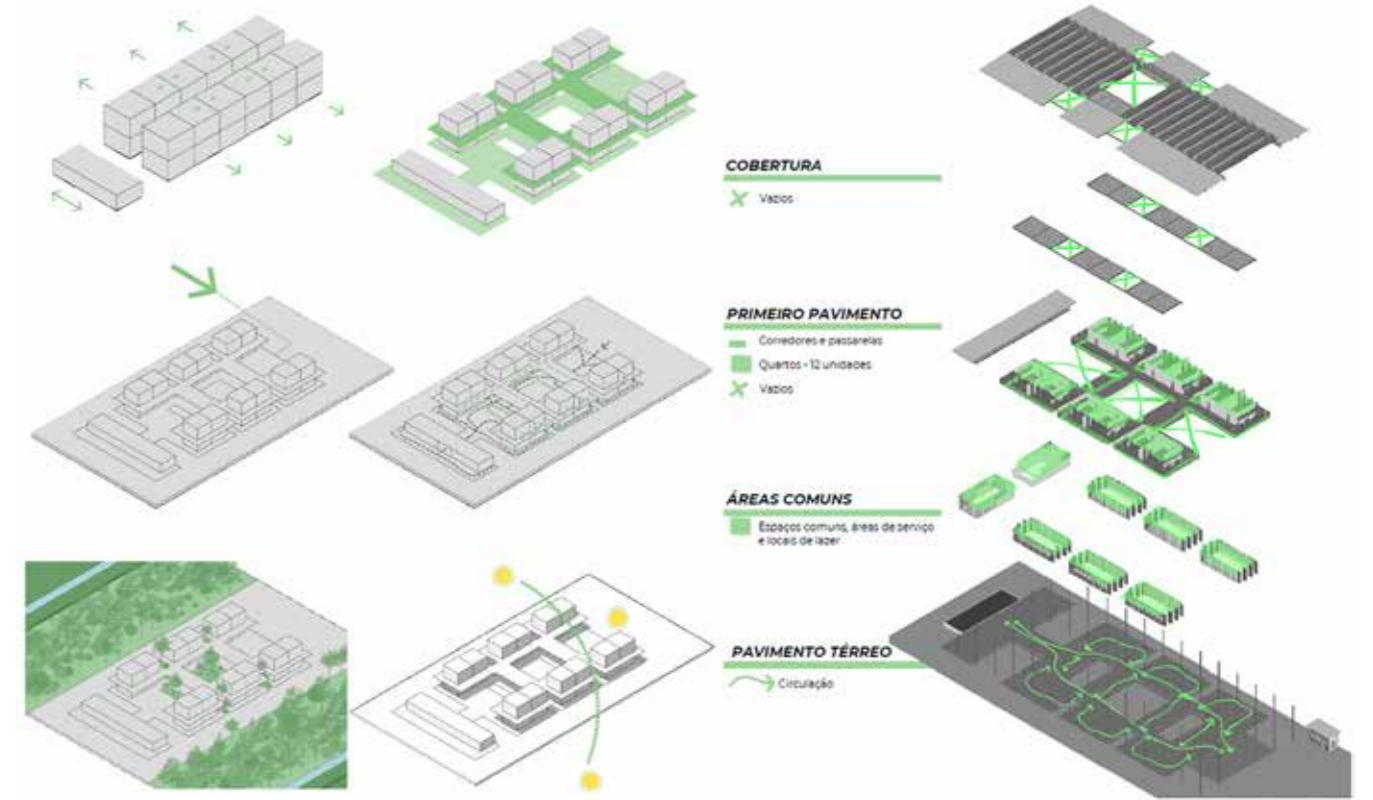 COBERTURA
Vazios
PRIMEIRO PAVIMENTO
Corredores e passarelas
Quartos - 12 unidades
Vazios
ÁREAS COMUNS
Espaços comuns, áreas de serviço
e locais de lazer
PAVIMENTO TÉRREO
Circulação